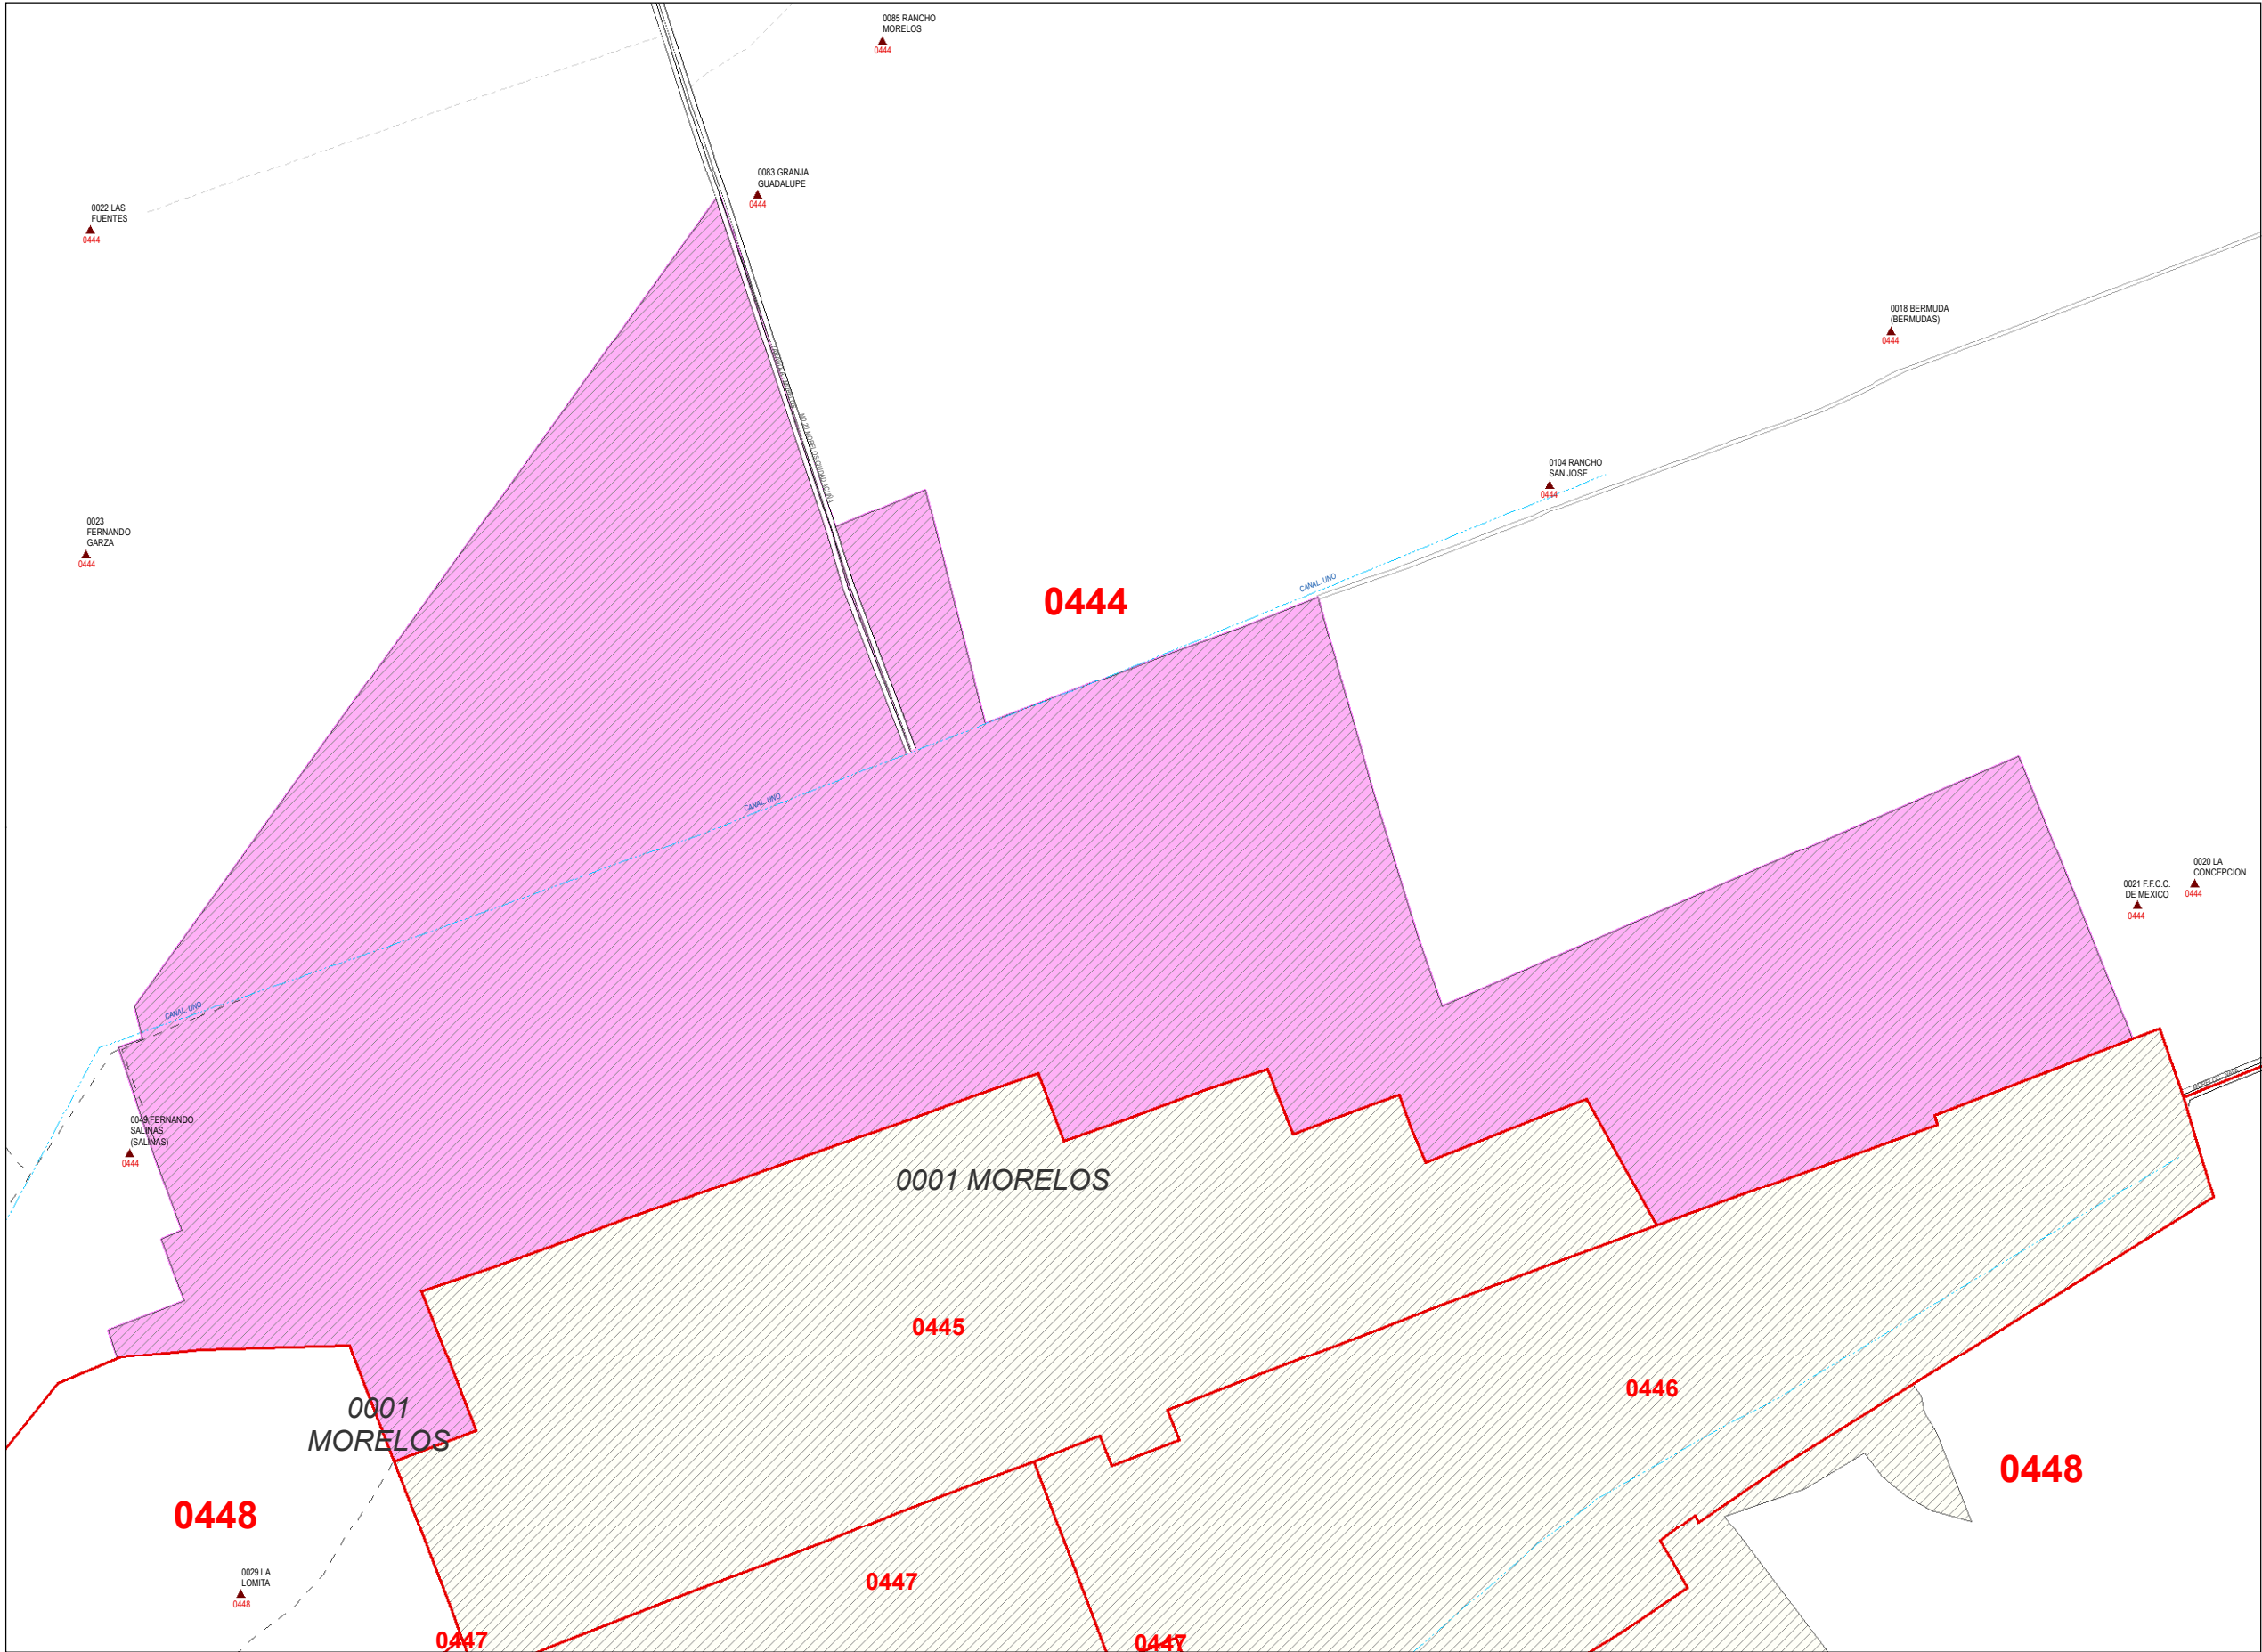 0085 RANCHO
MORELOS
0444
0083 GRANJA
GUADALUPE
0444
0022 LAS
FUENTES
0444
0018 BERMUDA
(BERMUDAS)
0444
0104 RANCHO
SAN JOSE
0444
0023
FERNANDO
GARZA
0444
0444
CANAL UNO
CANAL UNO
0020 LA
CONCEPCION
0444
0021 F.F.C.C.
DE MEXICO
0444
CANAL UNO
0049 FERNANDO
SALINAS
(SALINAS)
0444
0001 MORELOS
0445
0446
0001
MORELOS
0448
0448
0447
0029 LA
LOMITA
0448
0447
0447